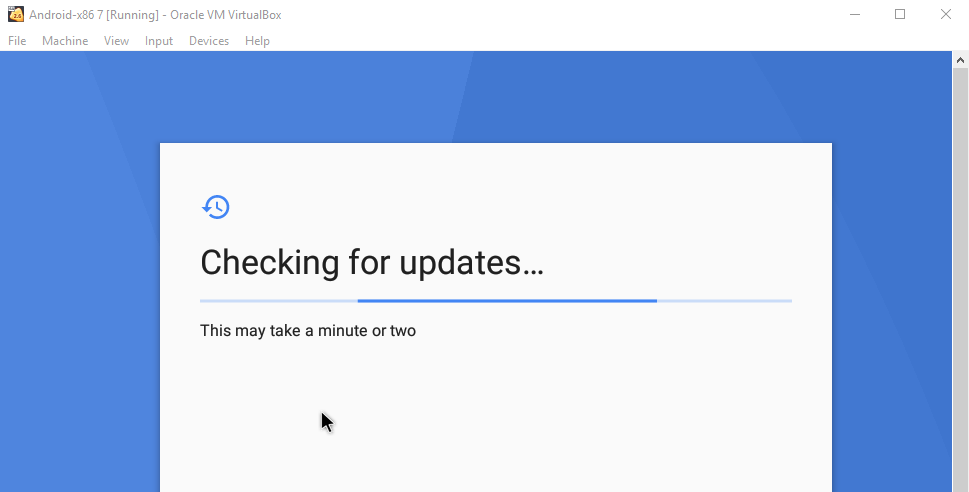 Android-x86 7 [Running] - Oracle VM VirtualBox
File Machine View Input Devices Help
Checking for updates...
This may take a minute or two